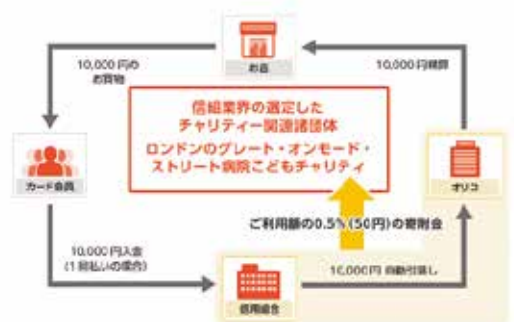 お店
10,000円の
お買物
10,000円精算
信組業界の選定した
チャリティー関連諸団体
ロンドンのグレート・オンモード・
ストリート病院こどもチャリティ
カード会員
オリコ
ご利用額の0.5%(50円)の寄附金
10,000円入金
(1回払いの場合)
10,000円 自動引落し
信用組合